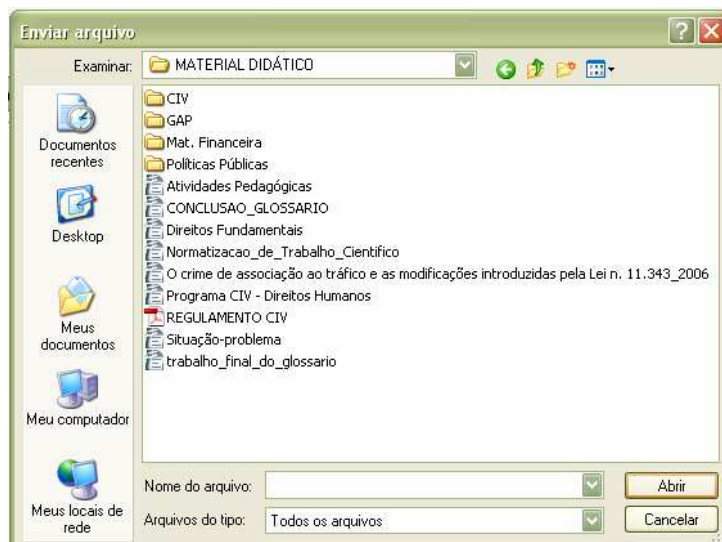 Enviar arquivo
Examinar:
MATERIAL DIDÁTICO
Documentos
recentes
Desktop
Meus
documentos
Meu computador
Meus locais de
rede
CIV
GAP
Mat. Financeira
Políticas Públicas
Atividades Pedagógicas
CONCLUSAO_GLOSSARIO
Direitos Fundamentais
Normatizacao_de_Trabalho_Cientifico
O crime de associação ao tráfico e as modificações introduzidas pela Lei n. 11.343_2006
Programa CIV - Direitos Humanos
REGULAMENTO CIV
Situação-problema
trabalho_final_do_glossario
Nome do arquivo:
Abrir
Arquivos do tipo:
Todos os arquivos
Cancelar